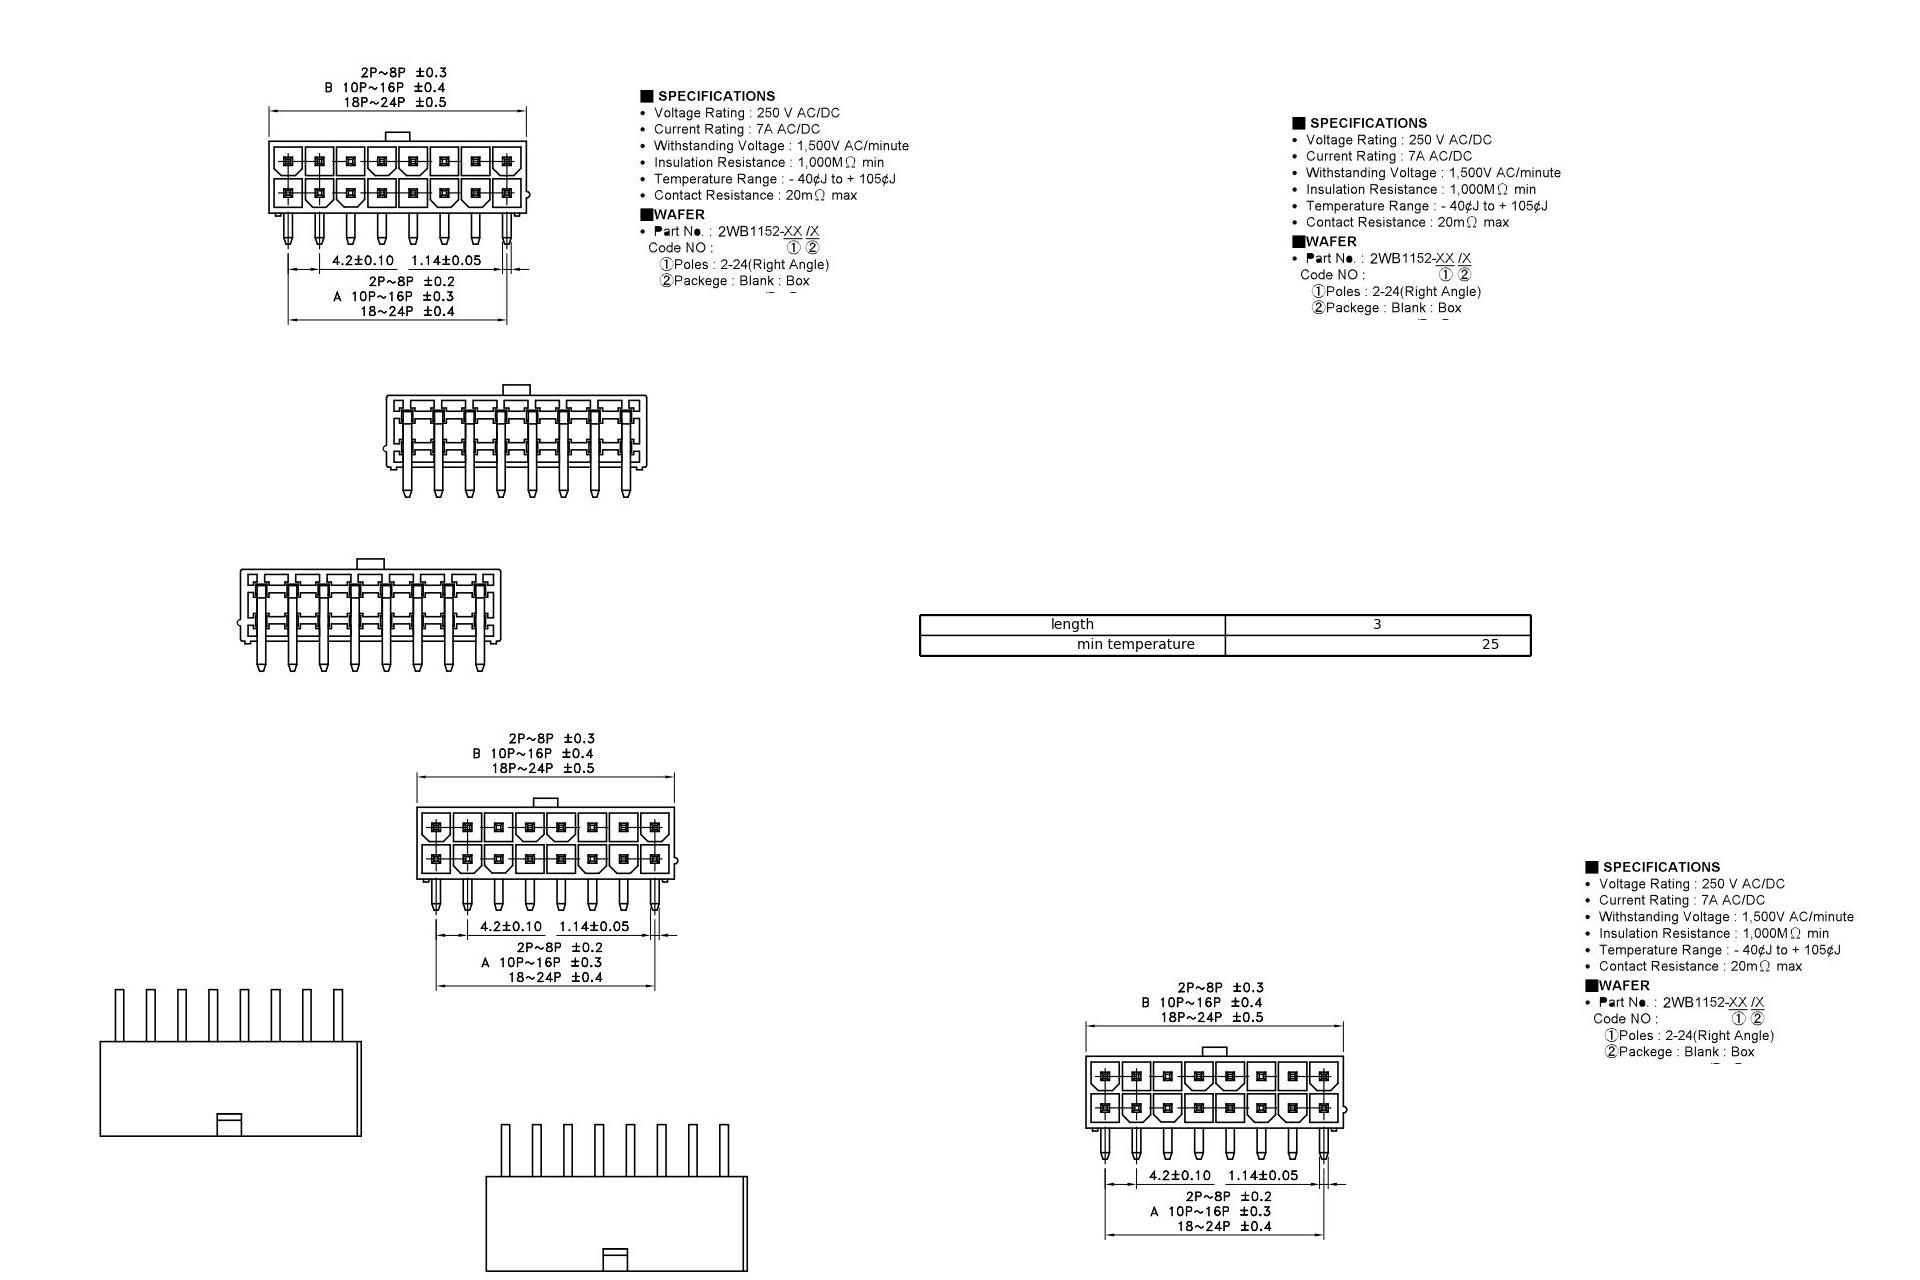 2P~8P ±0.3
B 10P~16P ±0.4
18P~24P ±0.5
4.2±0.10 1.14±0.05
2P~8P ±0.2
A 10P~16P ±0.3
18~24P ±0.4
■ SPECIFICATIONS
• Voltage Rating : 250 V AC/DC
• Current Rating : 7A AC/DC
• Withstanding Voltage : 1,500V AC/minute
• Insulation Resistance : 1,000MΩ min
• Temperature Range : - 40¢J to + 105¢J
• Contact Resistance : 20mΩ max
■WAFER
• Part No. : 2WB1152-XX /X
Code NO : ① ②
①Poles : 2-24(Right Angle)
②Packege : Blank : Box
■ SPECIFICATIONS
• Voltage Rating : 250 V AC/DC
• Current Rating : 7A AC/DC
• Withstanding Voltage : 1,500V AC/minute
• Insulation Resistance : 1,000MΩ min
• Temperature Range : - 40¢J to + 105¢J
• Contact Resistance : 20mΩ max
■WAFER
• Part No. : 2WB1152-XX /X
Code NO : ① ②
①Poles : 2-24(Right Angle)
②Packege : Blank : Box
length 3
min temperature 25
2P~8P ±0.3
B 10P~16P ±0.4
18P~24P ±0.5
4.2±0.10 1.14±0.05
2P~8P ±0.2
A 10P~16P ±0.3
18~24P ±0.4
■ SPECIFICATIONS
• Voltage Rating : 250 V AC/DC
• Current Rating : 7A AC/DC
• Withstanding Voltage : 1,500V AC/minute
• Insulation Resistance : 1,000MΩ min
• Temperature Range : - 40¢J to + 105¢J
• Contact Resistance : 20mΩ max
■WAFER
• Part No. : 2WB1152-XX /X
Code NO : ① ②
①Poles : 2-24(Right Angle)
②Packege : Blank : Box
2P~8P ±0.3
B 10P~16P ±0.4
18P~24P ±0.5
4.2±0.10 1.14±0.05
2P~8P ±0.2
A 10P~16P ±0.3
18~24P ±0.4